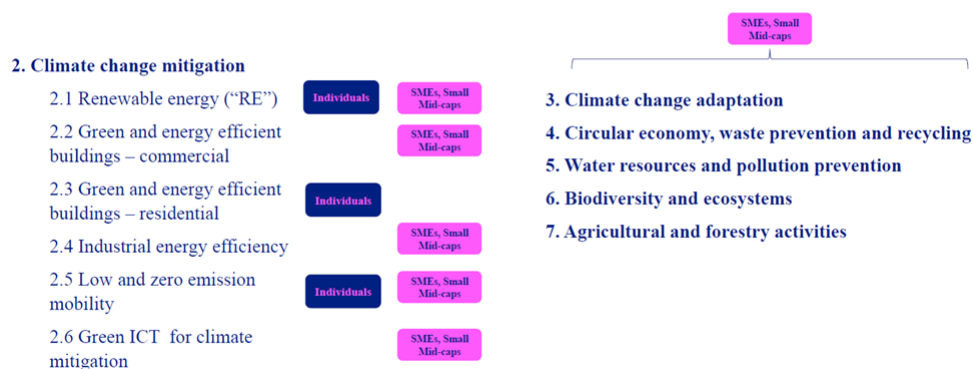 2. Climate change mitigation
2.1 Renewable energy (“RE”)
Individuals
SMEs, Small
Mid-caps
2.2 Green and energy efficient
buildings – commercial
SMEs, Small
Mid-caps
2.3 Green and energy efficient
buildings – residential
Individuals
2.4 Industrial energy efficiency
SMEs, Small
Mid-caps
2.5 Low and zero emission
mobility
Individuals
SMEs, Small
Mid-caps
2.6 Green ICT for climate
mitigation
SMEs, Small
Mid-caps
SMEs, Small
Mid-caps
3. Climate change adaptation
4. Circular economy, waste prevention and recycling
5. Water resources and pollution prevention
6. Biodiversity and ecosystems
7. Agricultural and forestry activities